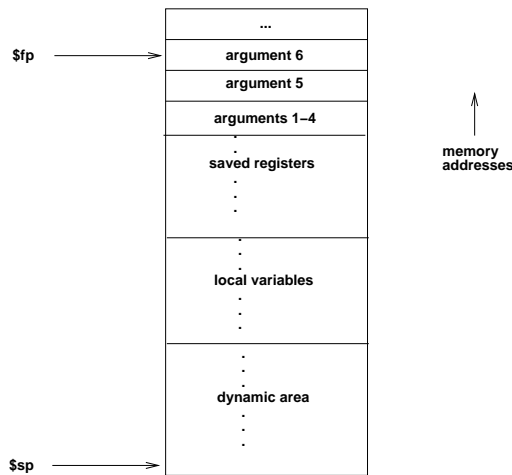 ...
$fp
argument 6
argument 5
arguments 1–4
saved registers
memory
addresses
local variables
dynamic area
$sp